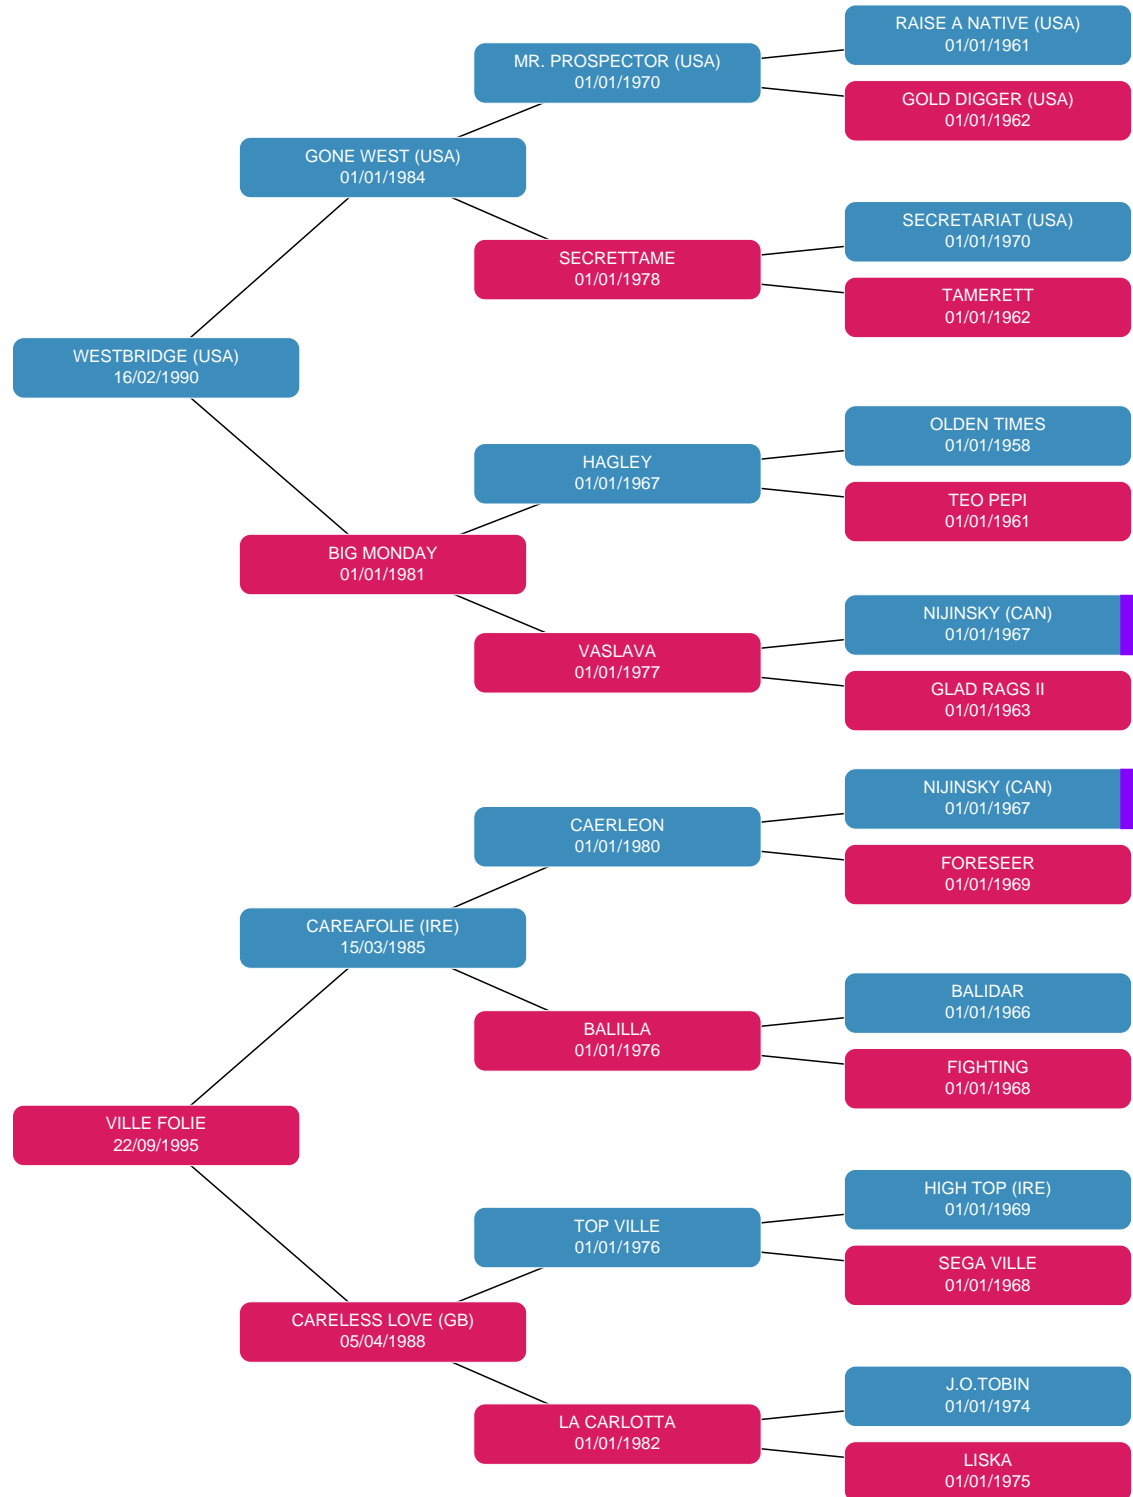 RAISE A NATIVE (USA)
01/01/1961
MR. PROSPECTOR (USA)
01/01/1970
GOLD DIGGER (USA)
01/01/1962
GONE WEST (USA)
01/01/1984
SECRETARIAT (USA)
01/01/1970
SECRETTAME
01/01/1978
TAMERETT
01/01/1962
WESTBRIDGE (USA)
16/02/1990
OLDEN TIMES
01/01/1958
HAGLEY
01/01/1967
TEO PEPI
01/01/1961
BIG MONDAY
01/01/1981
NIJINSKY (CAN)
01/01/1967
VASLAVA
01/01/1977
GLAD RAGS II
01/01/1963
NIJINSKY (CAN)
01/01/1967
CAERLEON
01/01/1980
FORESEER
01/01/1969
CAREAFOLIE (IRE)
15/03/1985
BALIDAR
01/01/1966
BALILLA
01/01/1976
FIGHTING
01/01/1968
VILLE FOLIE
22/09/1995
HIGH TOP (IRE)
01/01/1969
TOP VILLE
01/01/1976
SEGA VILLE
01/01/1968
CARELESS LOVE (GB)
05/04/1988
J.O.TOBIN
01/01/1974
LA CARLOTTA
01/01/1982
LISKA
01/01/1975